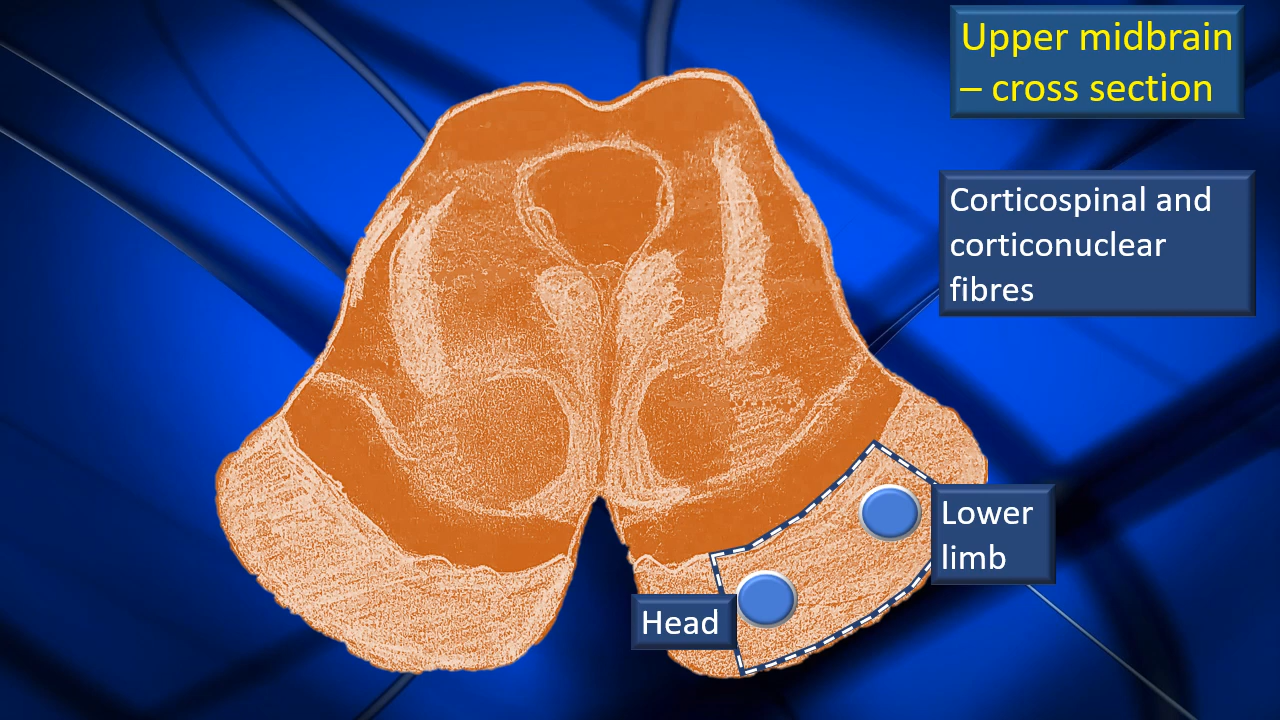 Upper midbrain
– cross section
Corticospinal and
corticonuclear
fibres
Lower
limb
Head